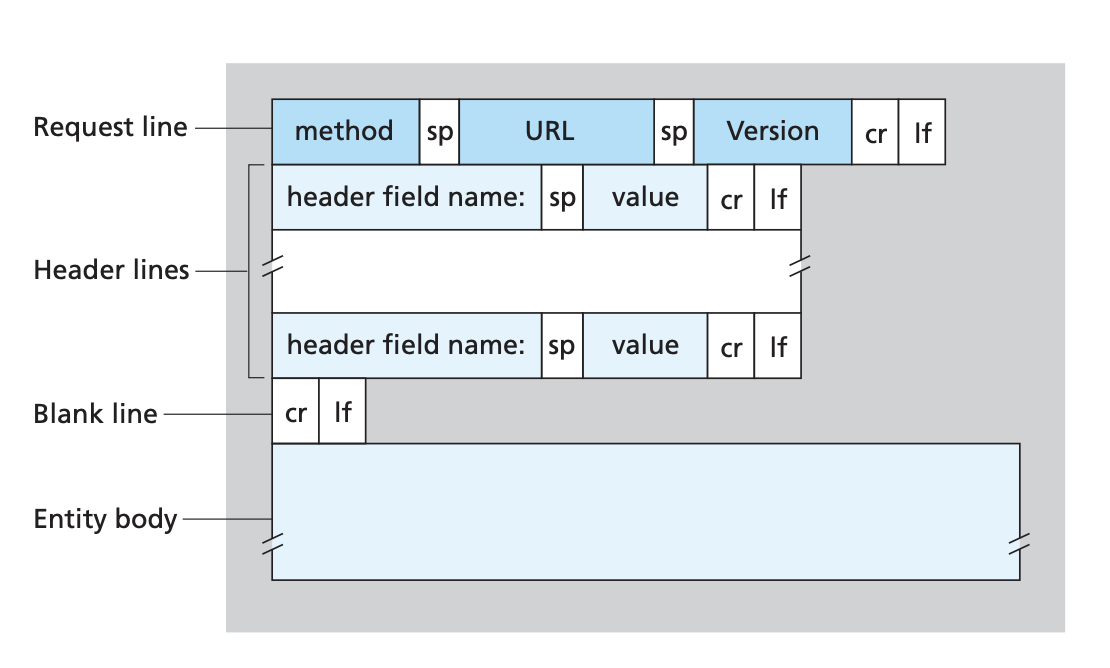 Request line method sp URL sp Version cr lf
header field name: sp value cr lf
Header lines
header field name: sp value cr lf
Blank line cr lf
Entity body